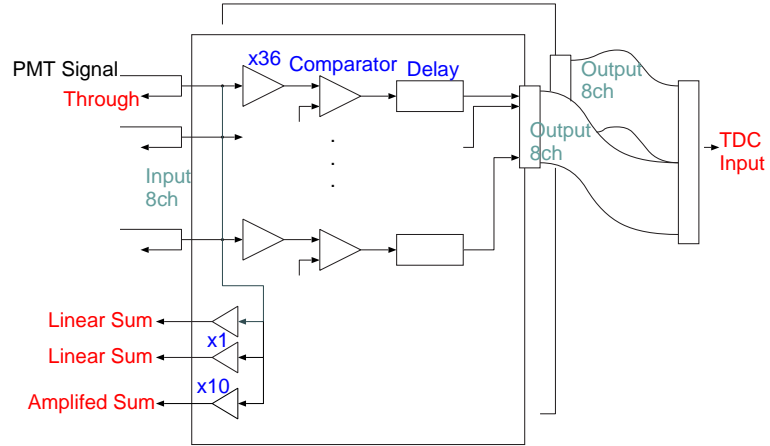 x36
Comparator
Delay
PMT Signal
Through
Output
8ch
Output
8ch
TDC
Input
Input
8ch
Linear Sum
x1
Linear Sum
x10
Amplifed Sum